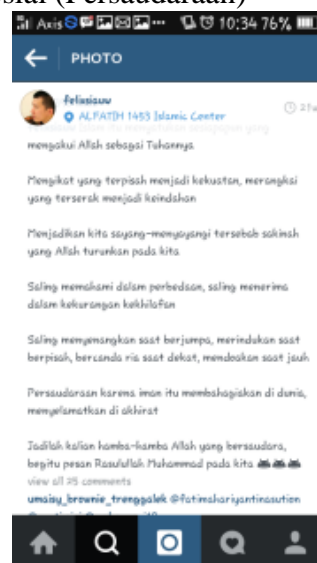 (Persaudaraan)
Axis 10:34 76%
PHOTO
felixsiauw
ALFATIH 1453 Islamic Center
mengakui Allah sebagai Tuhannya
Mengikat yang terpisah menjadi kekuatan, merangkai
yang terserak menjadi keindahan
Menjadikan kita sayang-menyayangi tersebab sakinah
yang Allah turunkan pada kita
Saling memahami dalam perbedaan, saling menerima
dalam kekurangan kekhilafan
Saling menyenangkan saat berjumpa, merindukan saat
berpisah, bercanda ria saat dekat, mendoakan saat jauh
Persaudaraan karena iman itu membahagiakan di dunia,
menyelamatkan di akhirat
Jadilah kalian hamba-hamba Allah yang bersaudara,
begitu pesan Rasulullah Muhammad pada kita
view all 25 comments
umaisy_brownie_trenggalek @fatimahariyantinasution